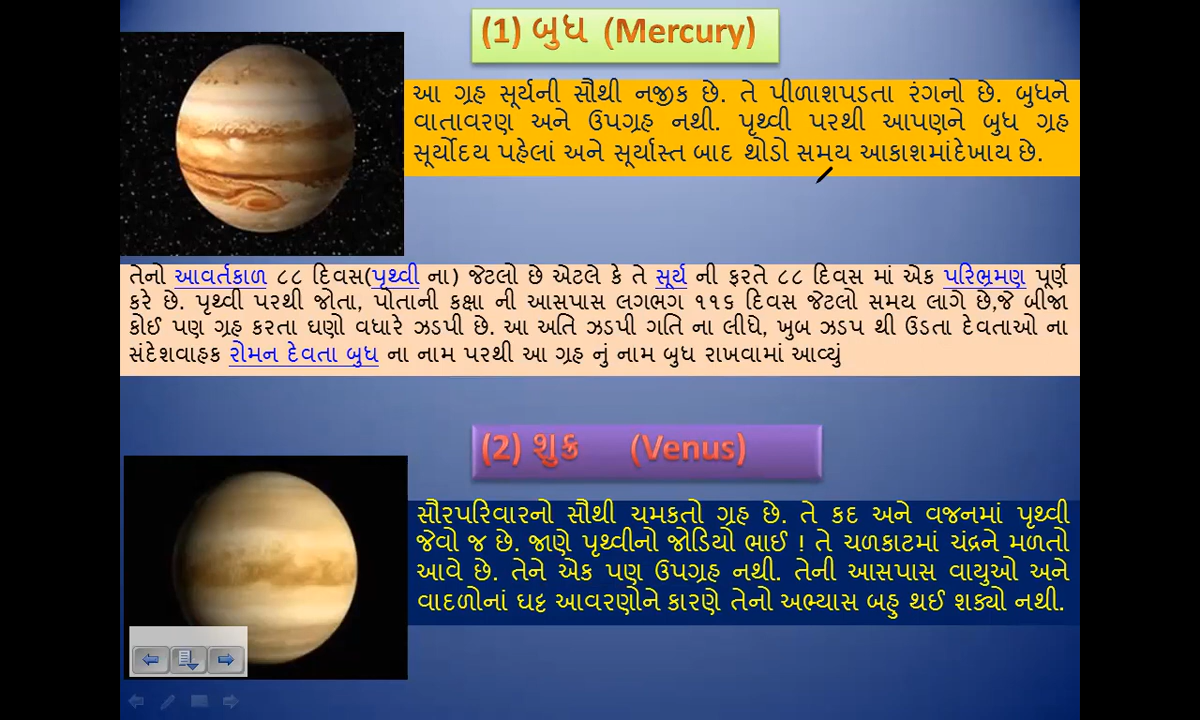 (1) બુધ (Mercury)
આ ગ્રહ સૂર્યની સૌથી નજીક છે. તે પીળાશપડતા રંગનો છે. બુધને
વાતાવરણ અને ઉપગ્રહ નથી. પૃથ્વી પરથી આપણને બુધ ગ્રહ
સૂર્યોદય પહેલાં અને સૂર્યાસ્ત બાદ થોડો સમય આકાશમાંદેખાય છે.
તેનો આવર્તકાળ ૮૮ દિવસ(પૃથ્વી ના) જેટલો છે એટલે કે તે સૂર્ય ની ફરતે ૮૮ દિવસ માં એક પરિભ્રમણ પૂર્ણ
કરે છે. પૃથ્વી પરથી જોતા, પોતાની કક્ષા ની આસપાસ લગભગ ૧૧૬ દિવસ જેટલો સમય લાગે છે,જે બીજા
કોઈ પણ ગ્રહ કરતા ઘણો વધારે ઝડપી છે. આ અતિ ઝડપી ગતિ ના લીધે, ખુબ ઝડપ થી ઉડતા દેવતાઓ ના
સંદેશવાહક રોમન દેવતા બુધ ના નામ પરથી આ ગ્રહ નું નામ બુધ રાખવામાં આવ્યું
(2) શુક્ર (Venus)
સૌરપરિવારનો સૌથી ચમકતો ગ્રહ છે. તે કદ અને વજનમાં પૃથ્વી
જેવો જ છે. જાણે પૃથ્વીનો જોડિયો ભાઈ ! તે ચળકાટમાં ચંદ્રને મળતો
આવે છે. તેને એક પણ ઉપગ્રહ નથી. તેની આસપાસ વાયુઓ અને
વાદળોનાં ઘટ્ટ આવરણોને કારણે તેનો અભ્યાસ બહુ થઈ શક્યો નથી.